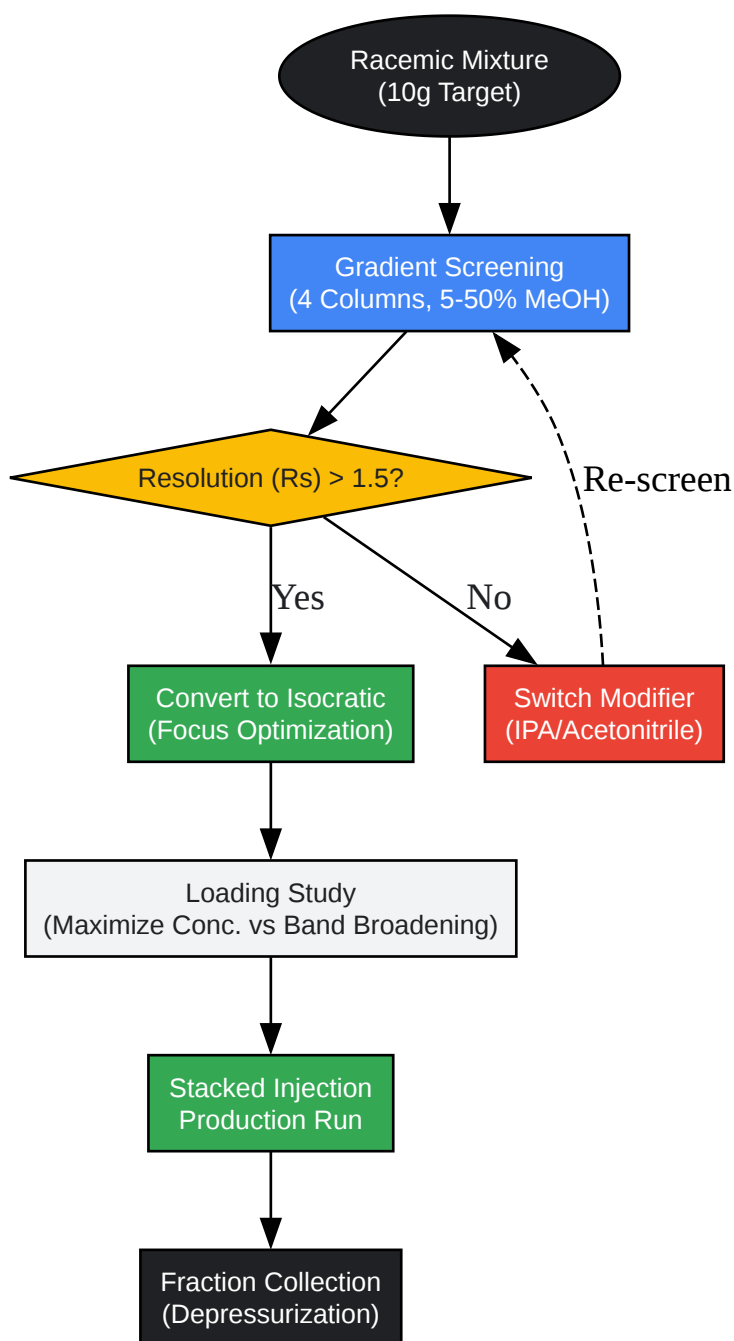 Racemic Mixture
(10g Target)
Gradient Screening
(4 Columns, 5-50% MeOH)
Resolution (Rs) > 1.5?
Re-screen
Yes
No
Convert to Isocratic
(Focus Optimization)
Switch Modifier
(IPA/Acetonitrile)
Loading Study
(Maximize Conc. vs Band Broadening)
Stacked Injection
Production Run
Fraction Collection
(Depressurization)